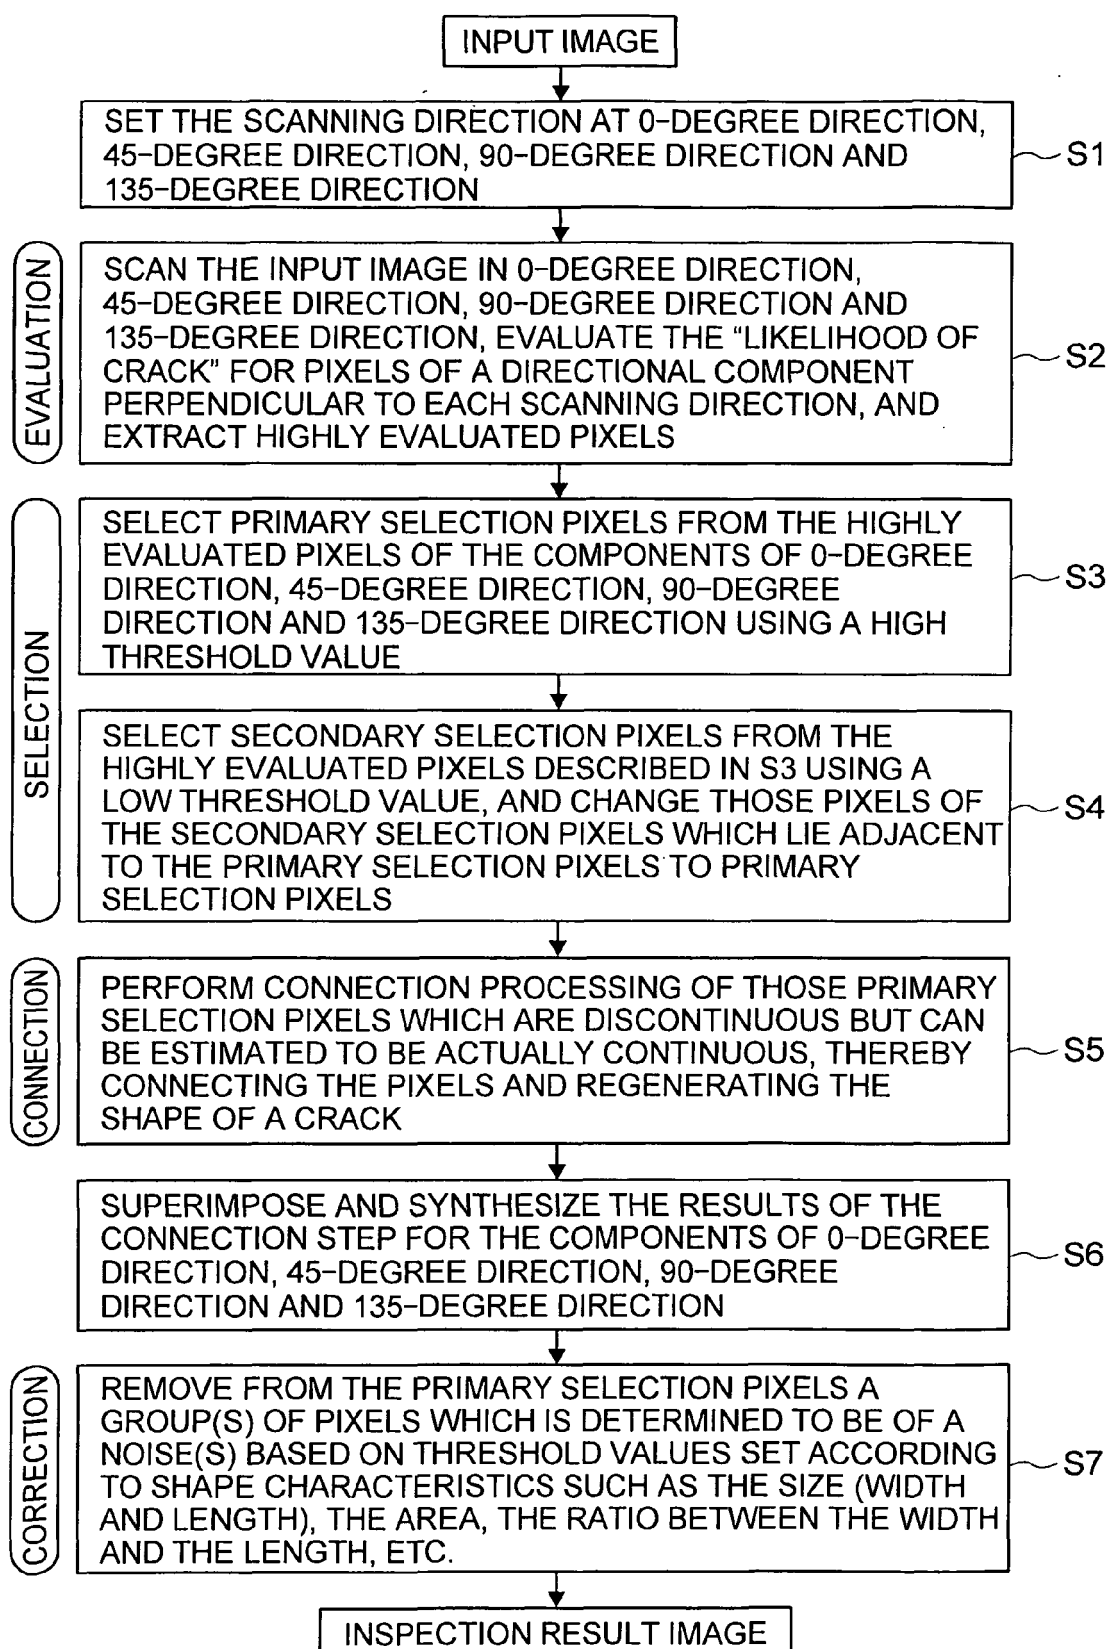 INPUT IMAGE
SET THE SCANNING DIRECTION AT 0-DEGREE DIRECTION,
45-DEGREE DIRECTION, 90-DEGREE DIRECTION AND
135-DEGREE DIRECTION
S1
EVALUATION
SCAN THE INPUT IMAGE IN 0-DEGREE DIRECTION,
45-DEGREE DIRECTION, 90-DEGREE DIRECTION AND
135-DEGREE DIRECTION, EVALUATE THE “LIKELIHOOD OF
CRACK” FOR PIXELS OF A DIRECTIONAL COMPONENT
PERPENDICULAR TO EACH SCANNING DIRECTION, AND
EXTRACT HIGHLY EVALUATED PIXELS
S2
SELECTION
SELECT PRIMARY SELECTION PIXELS FROM THE HIGHLY
EVALUATED PIXELS OF THE COMPONENTS OF 0-DEGREE
DIRECTION, 45-DEGREE DIRECTION, 90-DEGREE
DIRECTION AND 135-DEGREE DIRECTION USING A HIGH
THRESHOLD VALUE
S3
SELECT SECONDARY SELECTION PIXELS FROM THE
HIGHLY EVALUATED PIXELS DESCRIBED IN S3 USING A
LOW THRESHOLD VALUE, AND CHANGE THOSE PIXELS OF
THE SECONDARY SELECTION PIXELS WHICH LIE ADJACENT
TO THE PRIMARY SELECTION PIXELS TO PRIMARY
SELECTION PIXELS
S4
CONNECTION
PERFORM CONNECTION PROCESSING OF THOSE PRIMARY
SELECTION PIXELS WHICH ARE DISCONTINUOUS BUT CAN
BE ESTIMATED TO BE ACTUALLY CONTINUOUS, THEREBY
CONNECTING THE PIXELS AND REGENERATING THE
SHAPE OF A CRACK
S5
SUPERIMPOSE AND SYNTHESIZE THE RESULTS OF THE
CONNECTION STEP FOR THE COMPONENTS OF 0-DEGREE
DIRECTION, 45-DEGREE DIRECTION, 90-DEGREE
DIRECTION AND 135-DEGREE DIRECTION
S6
CORRECTION
REMOVE FROM THE PRIMARY SELECTION PIXELS A
GROUP(S) OF PIXELS WHICH IS DETERMINED TO BE OF A
NOISE(S) BASED ON THRESHOLD VALUES SET ACCORDING
TO SHAPE CHARACTERISTICS SUCH AS THE SIZE (WIDTH
AND LENGTH), THE AREA, THE RATIO BETWEEN THE WIDTH
AND THE LENGTH, ETC.
S7
INSPECTION RESULT IMAGE